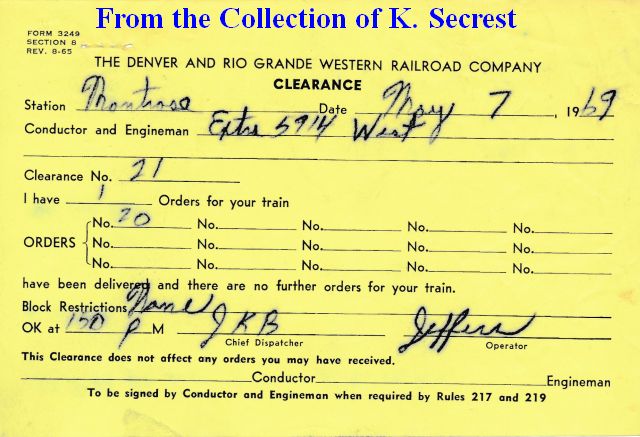 From the Collection of K. Secrest
FORM 3249
SECTION 8
REV. 8-65
THE DENVER AND RIO GRANDE WESTERN RAILROAD COMPANY
CLEARANCE
Station Montrose Date May 7, 1969
Conductor and Engineman Extra 5914 West
Clearance No. 21
I have 1 Orders for your train
ORDERS
No. 20 No. No. No. No.
No. No. No. No. No.
No. No. No. No. No.
have been delivered and there are no further orders for your train.
Block Restrictions None
OK at 150 P M JKB Jeffers
Chief Dispatcher Operator
This Clearance does not affect any orders you may have received.
Conductor Engineman
To be signed by Conductor and Engineman when required by Rules 217 and 219